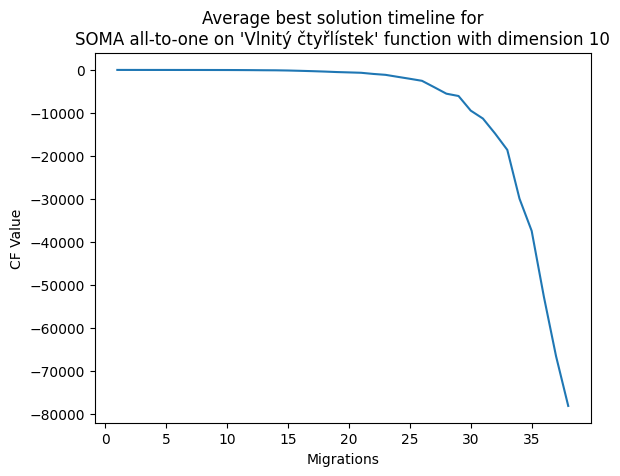 Average best solution timeline for
SOMA all-to-one on 'Vlnitý čtyřlístek' function with dimension 10
0
−10000
−20000
−30000
−40000
−50000
−60000
−70000
−80000
CF Value
0 5 10 15 20 25 30 35
Migrations